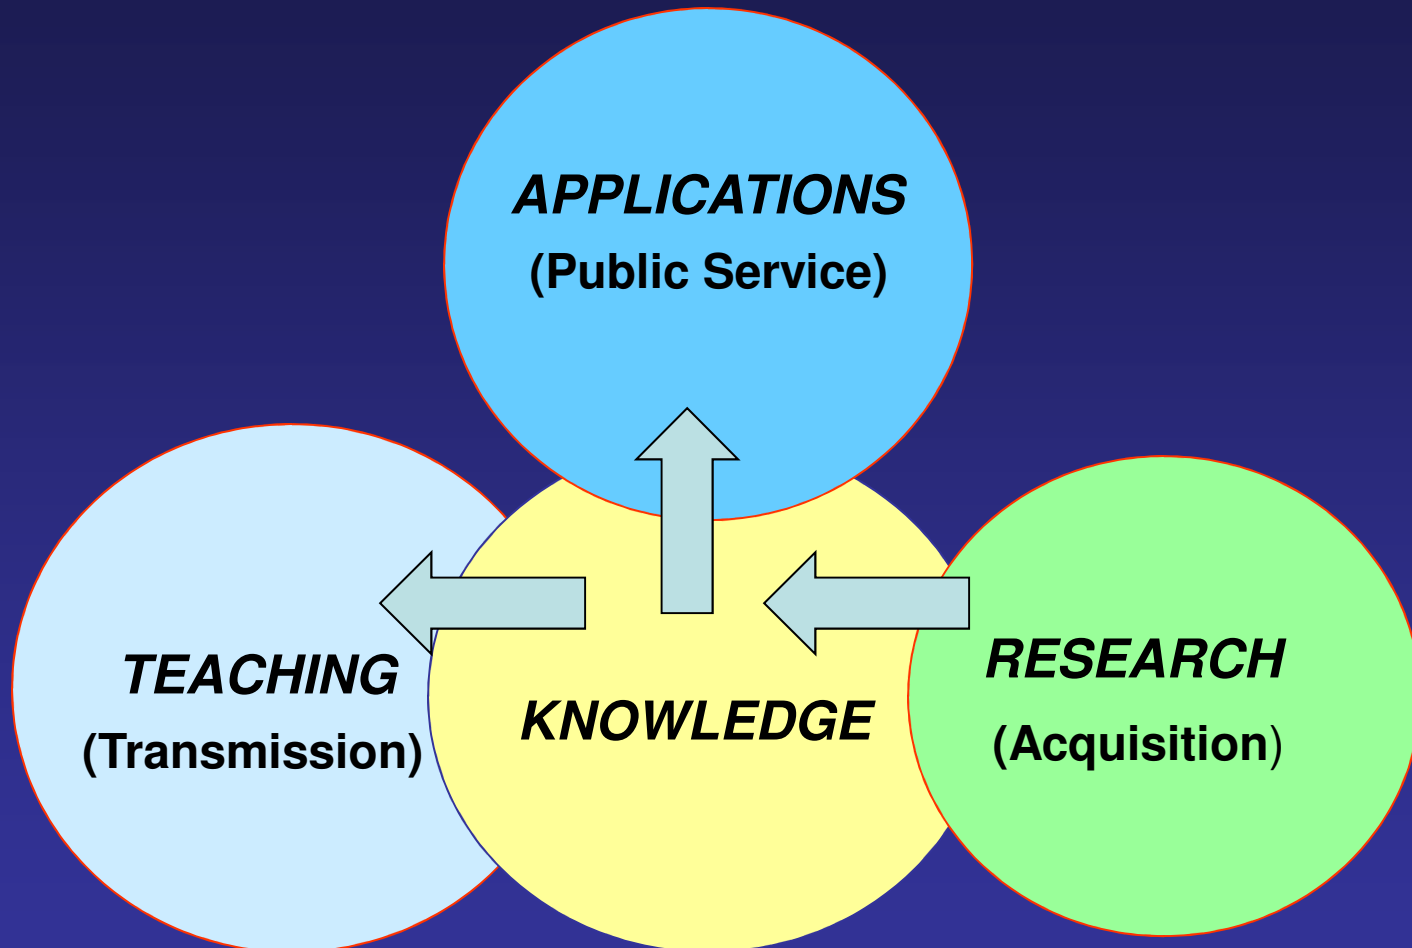 APPLICATIONS
(Public Service)
TEACHING
(Transmission)
KNOWLEDGE
RESEARCH
(Acquisition)